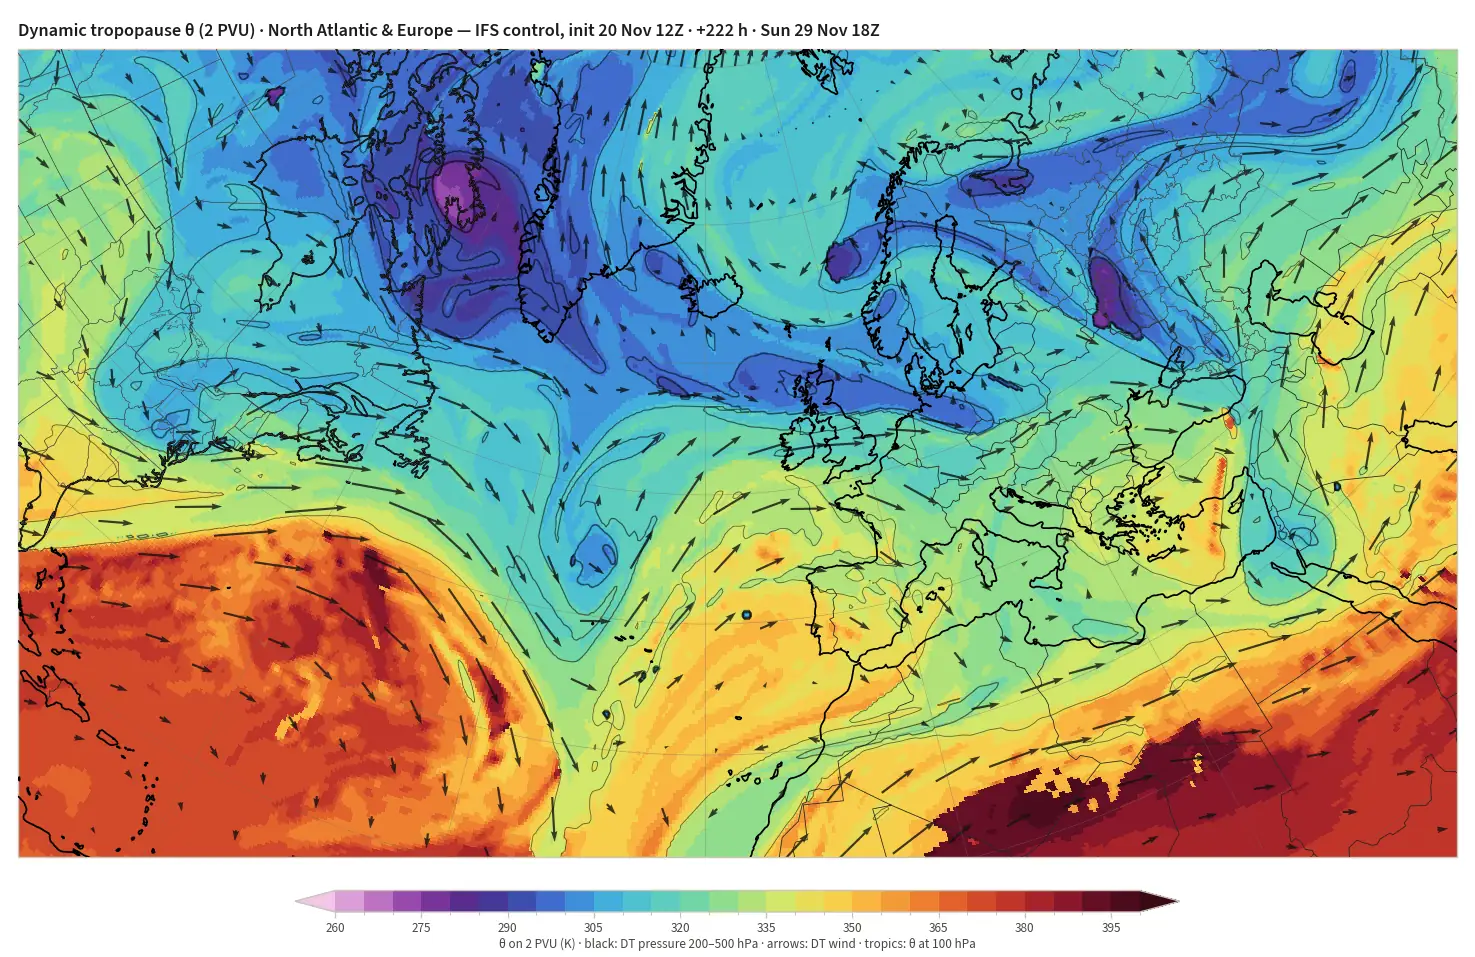 Dynamic tropopause θ (2 PVU) · North Atlantic & Europe — IFS control, init 20 Nov 12Z · +222 h · Sun 29 Nov 18Z
260 275 290 305 320 335 350 365 380 395
θ on 2 PVU (K) · black: DT pressure 200–500 hPa · arrows: DT wind · tropics: θ at 100 hPa